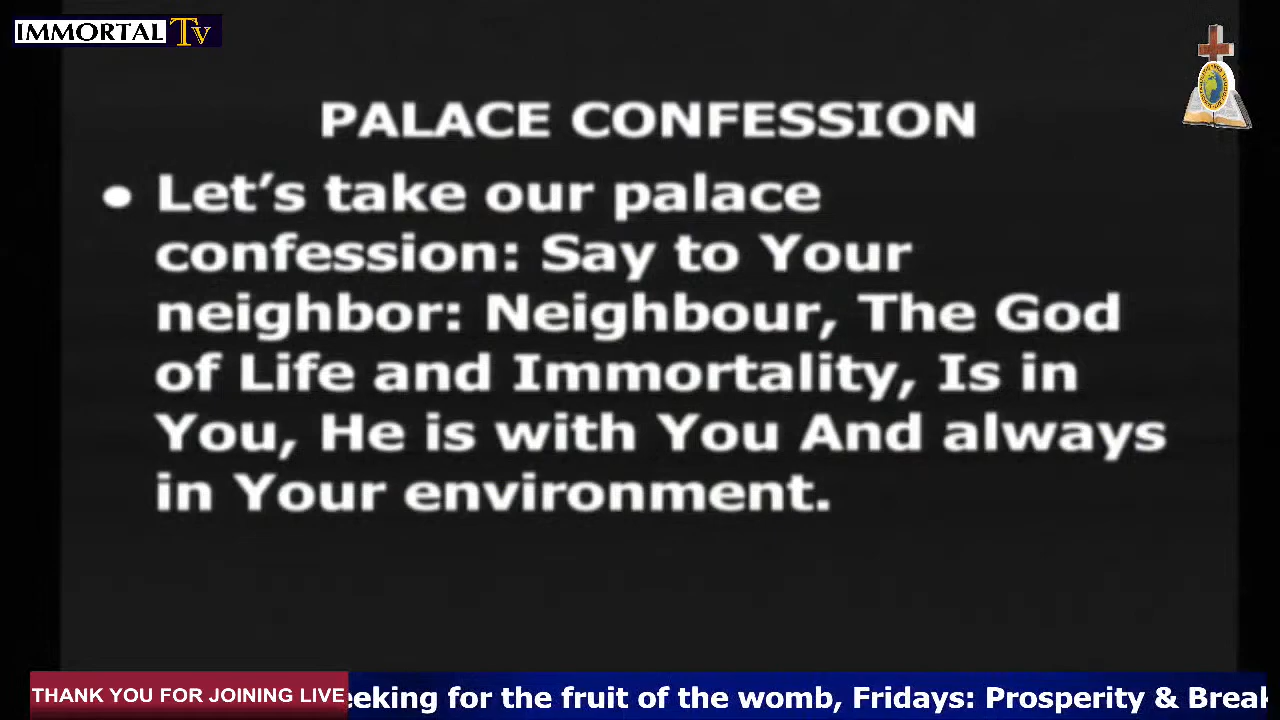 IMMORTAL Tv
PALACE CONFESSION
• Let's take our palace
confession: Say to Your
neighbor: Neighbour, The God
of Life and Immortality, Is in
You, He is with You And always
in Your environment.
THANK YOU FOR JOINING LIVE
eeking for the fruit of the womb, Fridays: Prosperity & Break